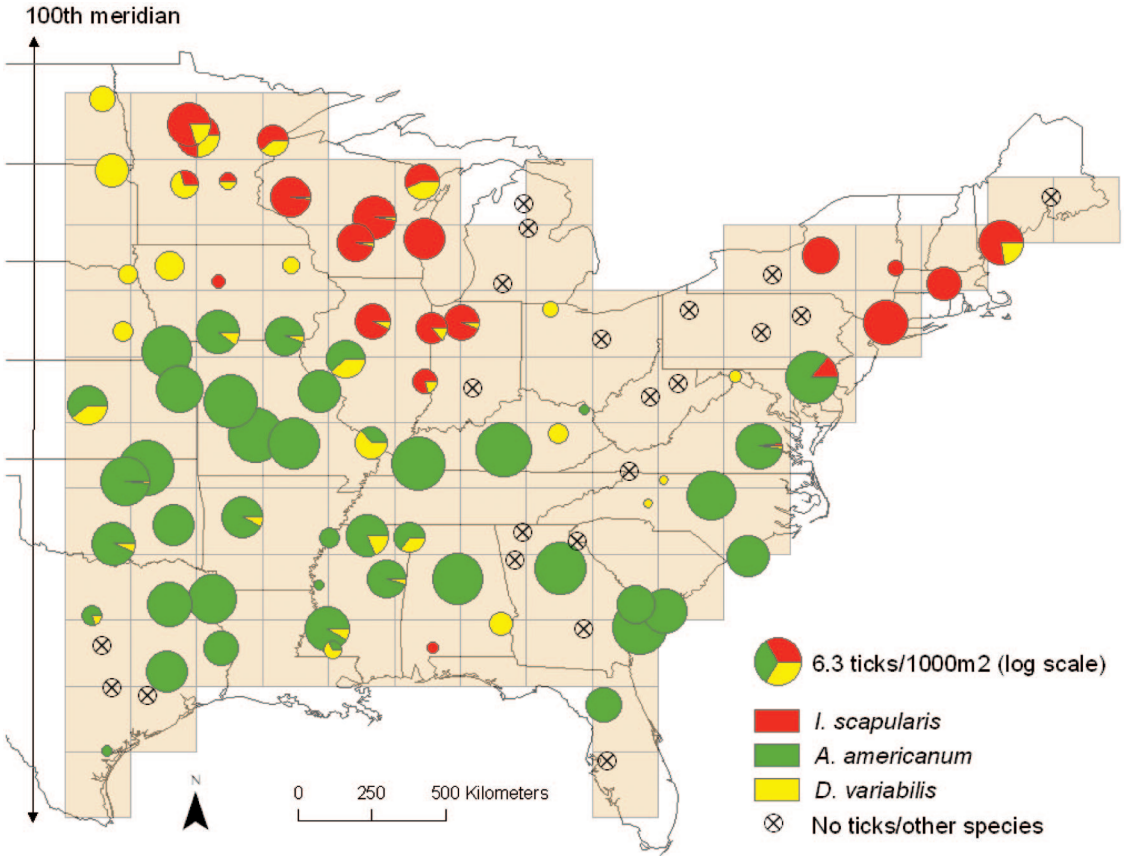 100th meridian
6.3 ticks/1000m2 (log scale)
I. scapularis
A. americanum
D. variabilis
No ticks/other species
N
0 250 500 Kilometers